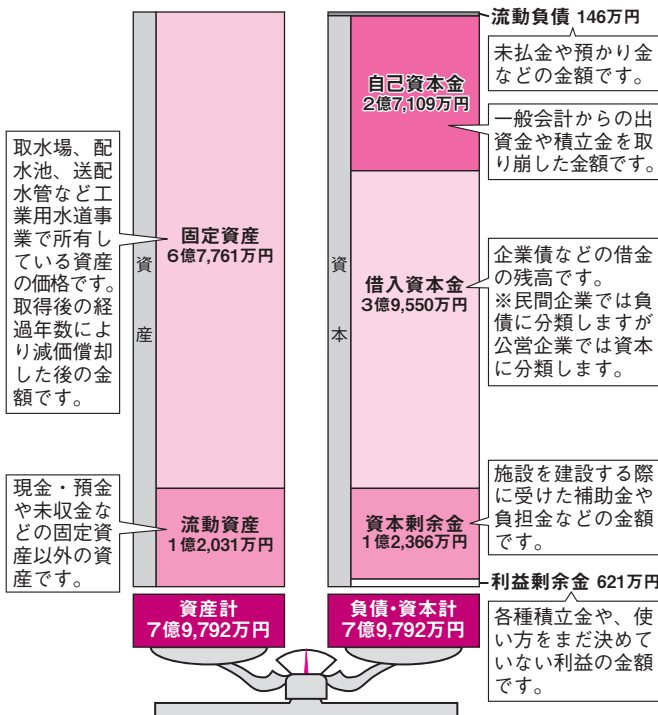 取水場、配
水池、送配
水管など工
業用水道事
業で所有し
ている資産
の価格です。
取得後の経
過年数によ
り減価償却
した後の金
額です。
現金・預金
や未収金な
どの固定資
産以外の資
産です。
資産
固定資産
6億7,761万円
流動資産
1億2,031万円
資産計
7億9,792万円
資本
流動負債 146万円
未払金や預かり金
などの金額です。
自己資本金
2億7,109万円
一般会計からの出
資金や積立金を取
り崩した金額です。
借入資本金
3億9,550万円
企業債などの借金
の残高です。
※民間企業では負
債に分類しますが
公営企業では資本
に分類します。
資本剰余金
1億2,366万円
施設を建設する際
に受けた補助金や
負担金などの金額
です。
利益剰余金 621万円
各種積立金や、使
い方をまだ決めて
いない利益の金額
です。
負債・資本計
7億9,792万円